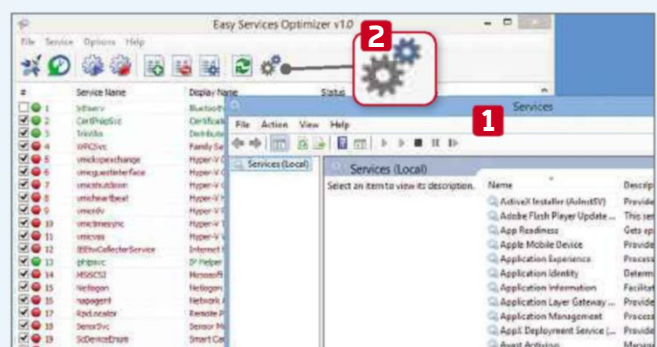 Easy Services Optimizer v1.0
File Service Options Help
# Service Name Display Name Status
1 bthserv Bluetooth
2 CertPropSvc Certificate
3 TrkWks Distribute
4 WPCSvc Family Sa
5 vmickvpexchange Hyper-V
6 vmicguestinterface Hyper-V
7 vmicshutdown Hyper-V
8 vmicheartbeat Hyper-V
9 vmicrdv Hyper-V
10 vmictimesync Hyper-V
11 vmicvss Hyper-V
12 IEEtwCollectorService Internet
13 iphlpsvc IP Helper
14 MSiSCSI Microsoft
15 Netlogon Netlogon
16 napagent Network A
17 RpcLocator Remote P
18 SensrSvc Sensor M
19 ScDeviceEnum Smart Car
2
1
Services
File Action View Help
Services (Local)
Services (Local)
Select an item to view its description.
Name Descrip
ActiveX Installer (AxInstSV) Provide
Adobe Flash Player Update ... This ser
App Readiness Gets ap
Apple Mobile Device Provide
Application Experience Process
Application Identity Determ
Application Information Facilitat
Application Layer Gateway ... Provide
Application Management Process
AppX Deployment Service (... Provide
Avast Antivirus Manage